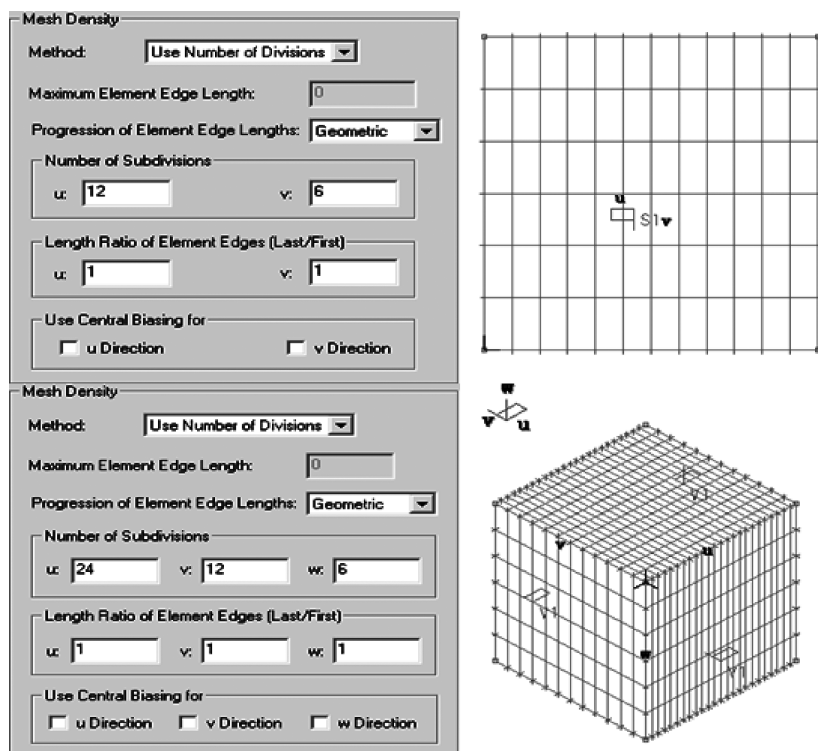 Mesh Density
Method: Use Number of Divisions
Maximum Element Edge Length: 0
Progression of Element Edge Lengths: Geometric
Number of Subdivisions
u: 12 v: 6
Length Ratio of Element Edges (Last/First)
u: 1 v: 1
Use Central Biasing for
u Direction v Direction
u
S1 v
Mesh Density
Method: Use Number of Divisions
Maximum Element Edge Length: 0
Progression of Element Edge Lengths: Geometric
Number of Subdivisions
u: 24 v: 12 w: 6
Length Ratio of Element Edges (Last/First)
u: 1 v: 1 w: 1
Use Central Biasing for
u Direction v Direction w Direction
w
v u
V1
v u
V1
w
V1